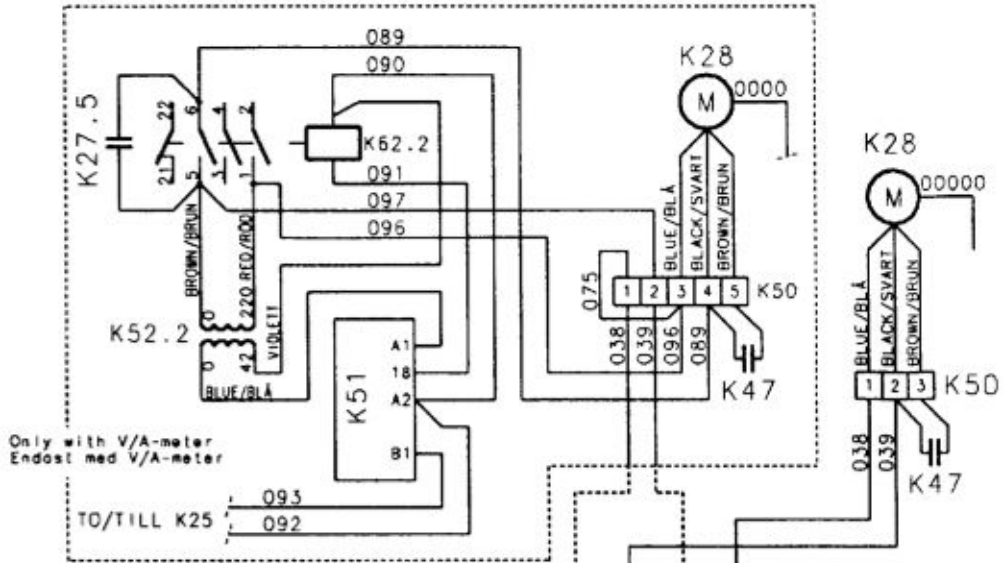 089
090
K28
M
0000
K27.5
22
6
4
2
K62.2
K28
M
00000
21
5
3
1
091
097
096
BLUE/BLÅ
BLACK/SVART
BROWN/BRUN
BROWN/BRUN
220 RED/RÖD
0
075
1
2
3
4
5
K50
BLUE/BLÅ
BLACK/SVART
BROWN/BRUN
K52.2
VIOLETT
0
42
BLUE/BLÅ
038
039
096
089
K47
K51
A1
18
A2
B1
1
2
3
K50
038
039
K47
Only with V/A-meter
Endast med V/A-meter
TO/TILL K25
093
092